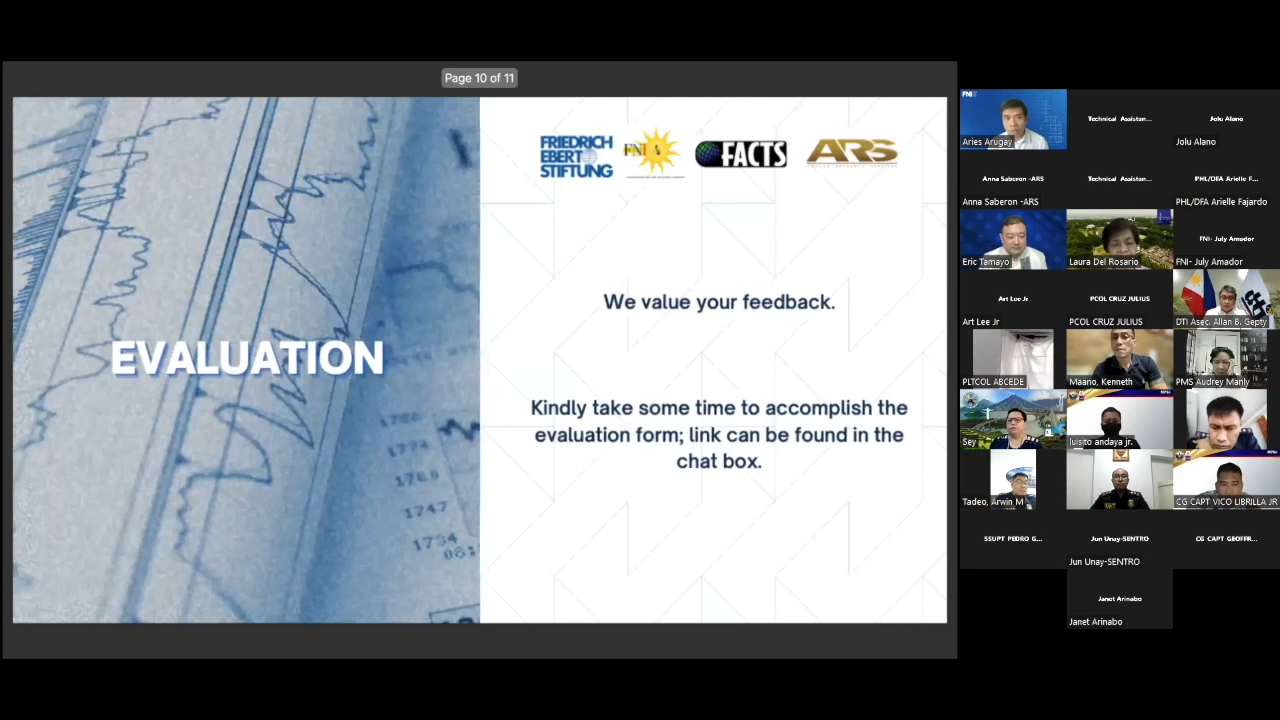 Page 10 of 11
FRIEDRICH
EBERT
STIFTUNG
FNI
FACTS
ARS
EVALUATION
We value your feedback.
Kindly take some time to accomplish the
evaluation form; link can be found in the
chat box.
1766
1747
1734
FNI
Aries Arugay
Technical Assistan...
Jolu Alano
Jolu Alano
Anna Saberon -ARS
Anna Saberon -ARS
Technical Assistan...
PHL/DFA Arielle F...
PHL/DFA Arielle Fajardo
Eric Tamayo
Laura Del Rosario
FNI- July Amador
FNI- July Amador
Art Lee Jr
Art Lee Jr
PCOL CRUZ JULIUS
PCOL CRUZ JULIUS
DTI Asec. Allan B. Gepty
PLTCOL ABCEDE
Maano, Kenneth
PMS Audrey Manly
Sey
luisito andaya jr.
Tadeo, Arwin M
CG CAPT VICO LIBRILLA JR
SSUPT PEDRO G...
Jun Unay-SENTRO
Jun Unay-SENTRO
CG CAPT GEOFFR...
Janet Arinabo
Janet Arinabo